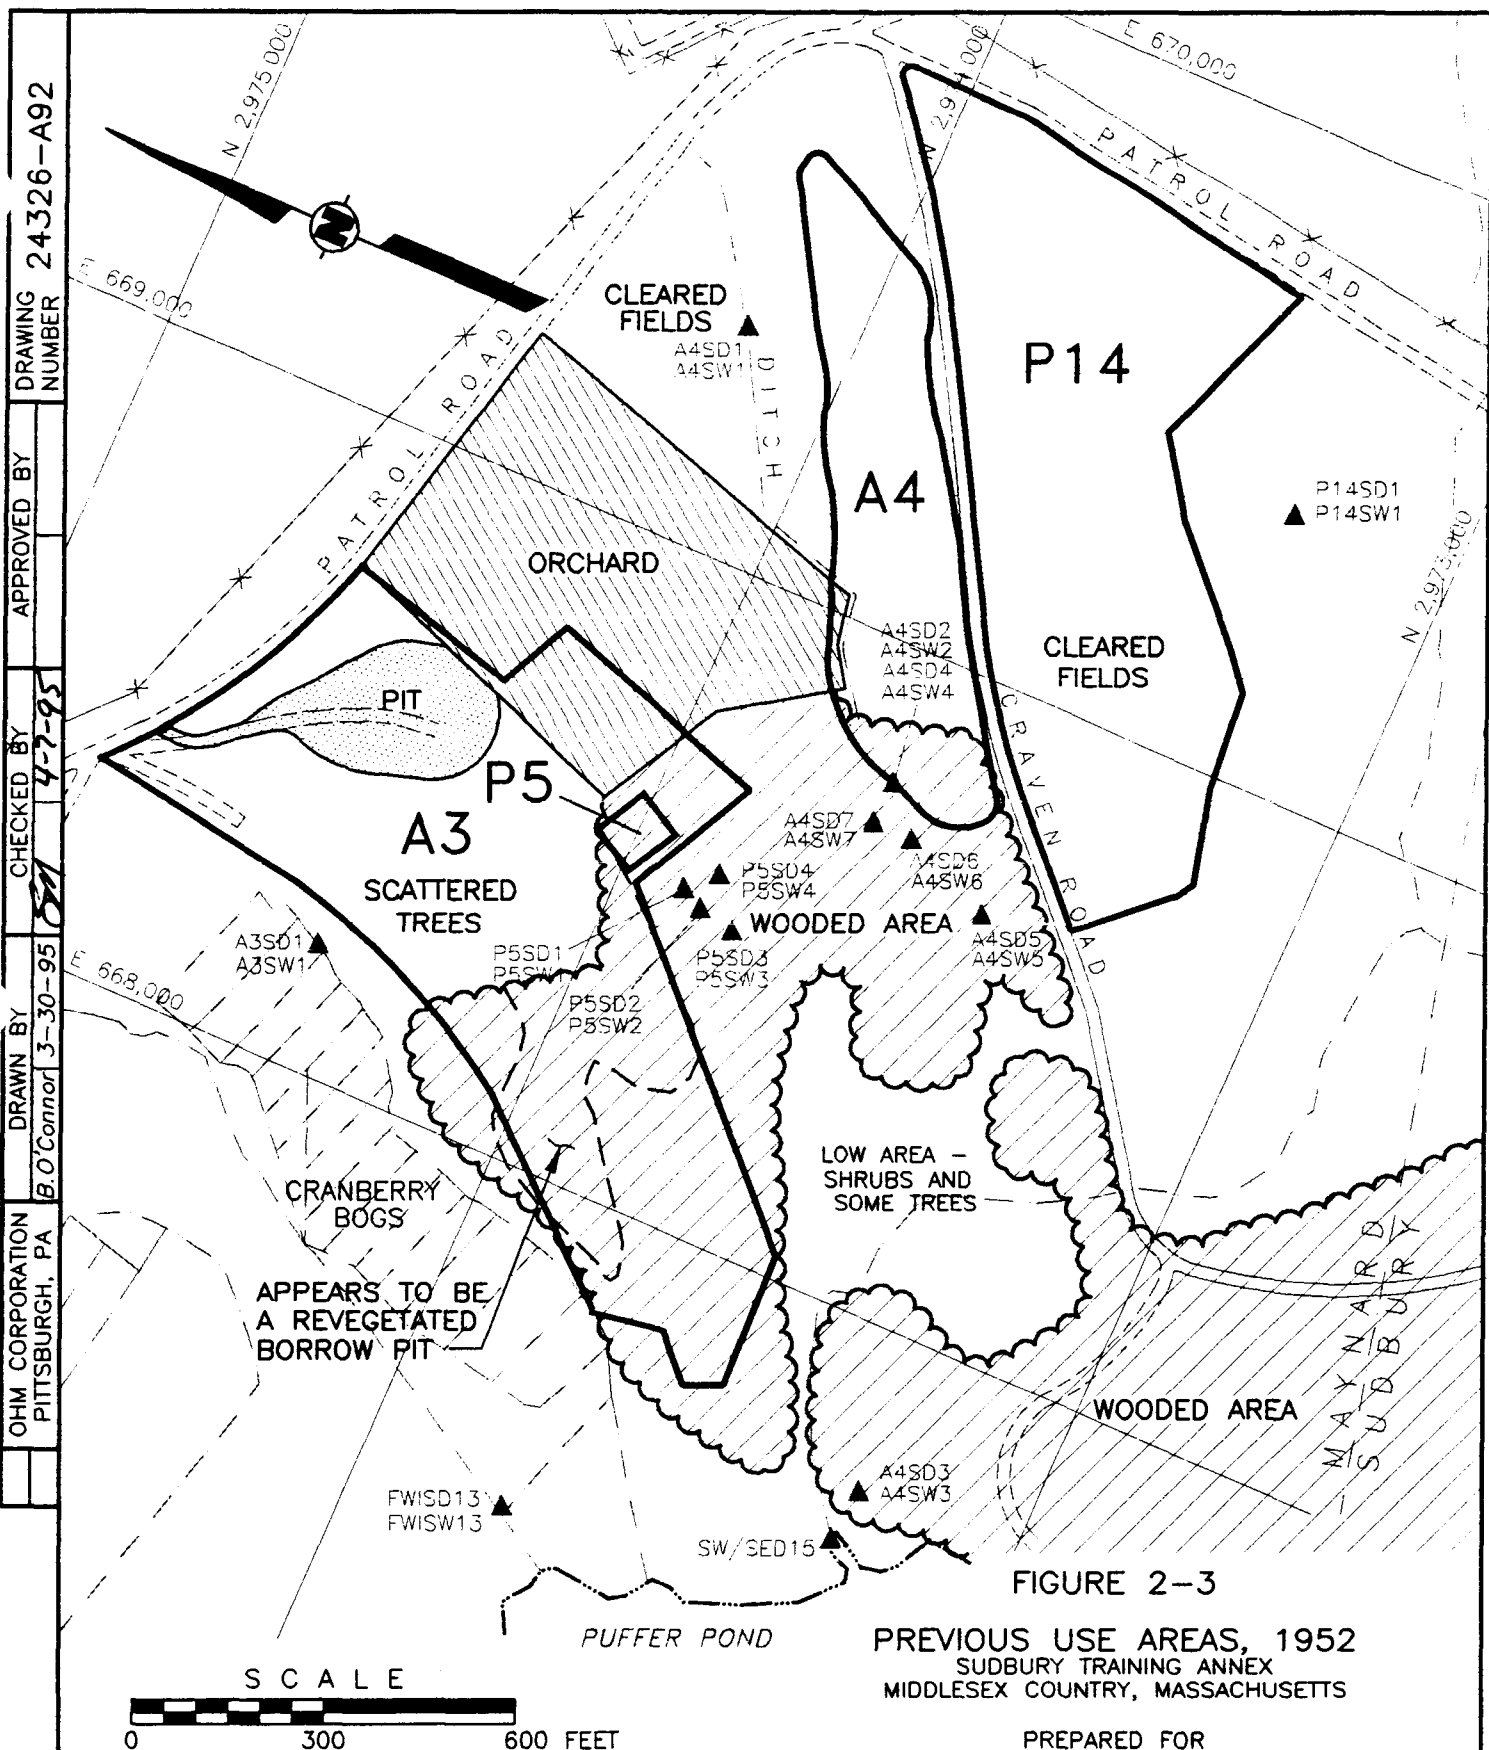 DRAWING NUMBER 24326-A92
APPROVED BY
CHECKED BY
4-7-95
DRAWN BY
B.O'Connor 3-30-95
OHM CORPORATION
PITTSBURGH, PA
N 2,975,000
E 670,000
E 669,000
N
PATROL ROAD
PATROL ROAD
CLEARED
FIELDS
A4SD1
A4SW1
DITCH
P14
A4
P14SD1
P14SW1
N 2,973,000
ORCHARD
A4SD2
A4SW2
A4SD4
A4SW4
CLEARED
FIELDS
PIT
CRAVEN ROAD
P5
A3
SCATTERED
TREES
A4SD7
A4SW7
A4SD6
A4SW6
P5SD4
P5SW4
WOODED AREA
A4SD5
A4SW5
A3SD1
A3SW1
E 668,000
P5SD1
P5SW1
P5SD3
P5SW3
P5SD2
P5SW2
LOW AREA –
SHRUBS AND
SOME TREES
CRANBERRY
BOGS
APPEARS TO BE
A REVEGETATED
BORROW PIT
MAYNARD
SUDBURY
WOODED AREA
A4SD3
A4SW3
FWISD13
FWISW13
SW/SED15
PUFFER POND
FIGURE 2-3
PREVIOUS USE AREAS, 1952
SUDBURY TRAINING ANNEX
MIDDLESEX COUNTRY, MASSACHUSETTS
PREPARED FOR
SCALE
0 300 600 FEET